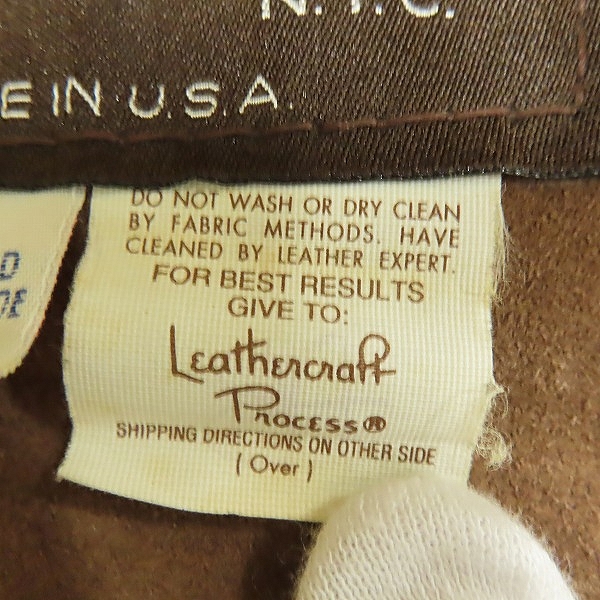 N.Y.C.
E IN U.S.A.
DO NOT WASH OR DRY CLEAN
BY FABRIC METHODS. HAVE
CLEANED BY LEATHER EXPERT.
FOR BEST RESULTS
GIVE TO:
Leathercraft
Process®
SHIPPING DIRECTIONS ON OTHER SIDE
( Over )